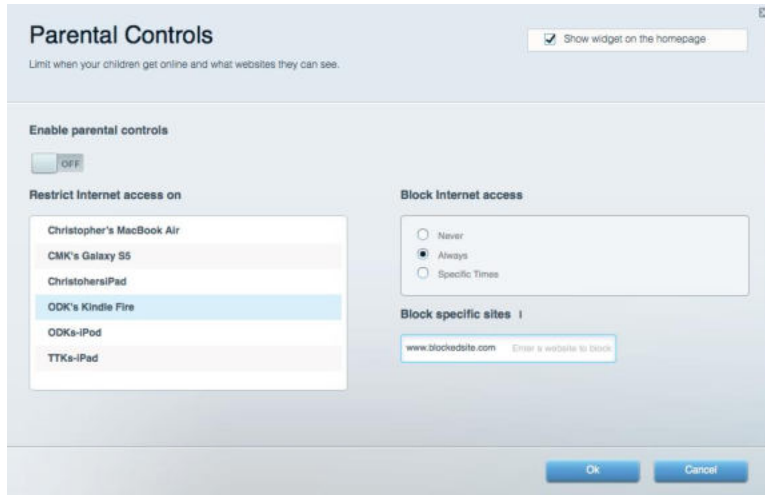 Parental Controls
Show widget on the homepage
Limit when your children get online and what websites they can see.
Enable parental controls
OFF
Restrict Internet access on
Christopher's MacBook Air
CMK's Galaxy S5
ChristohersiPad
ODK's Kindle Fire
ODKs-iPod
TTKs-iPad
Block Internet access
Never
Always
Specific Times
Block specific sites
www.blockedsite.com Enter a website to block
Ok
Cancel